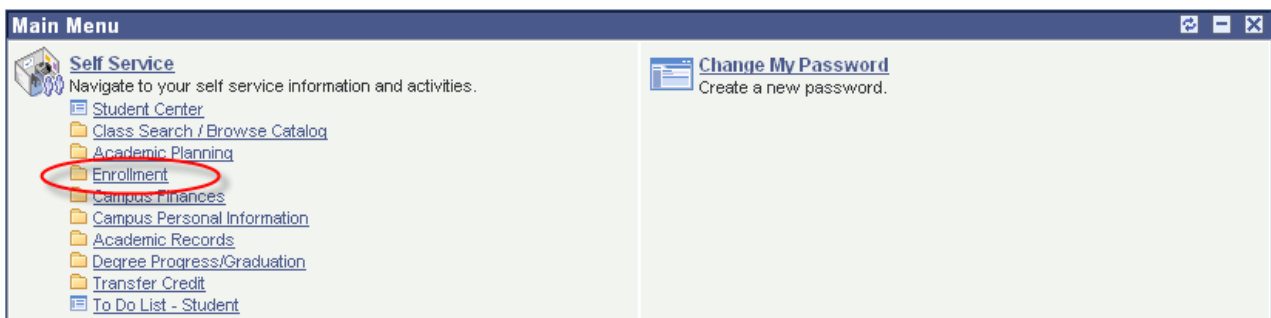 Main Menu
Self Service
Navigate to your self service information and activities.
Student Center
Class Search / Browse Catalog
Academic Planning
Enrollment
Campus Finances
Campus Personal Information
Academic Records
Degree Progress/Graduation
Transfer Credit
To Do List - Student
Change My Password
Create a new password.